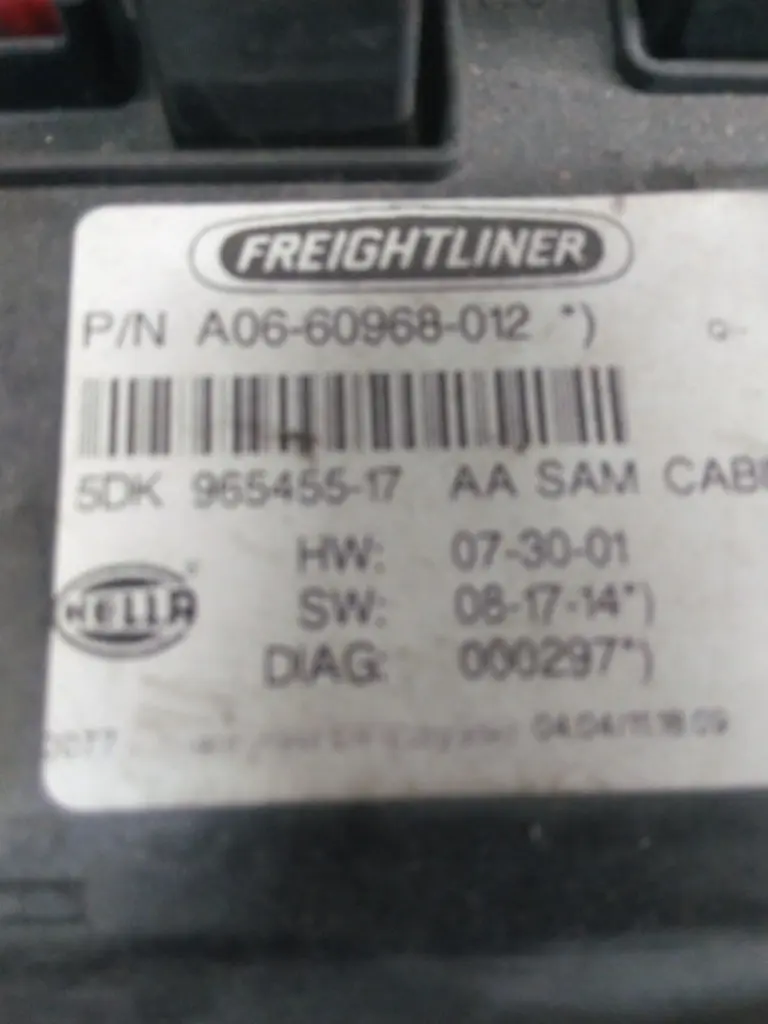 FREIGHTLINER
P/N A06-60968-012 *)
5DK 965455-17 AA SAM CAB
HW: 07-30-01
HELLA
SW: 08-17-14*)
DIAG: 000297*)
04.04/11.18.09